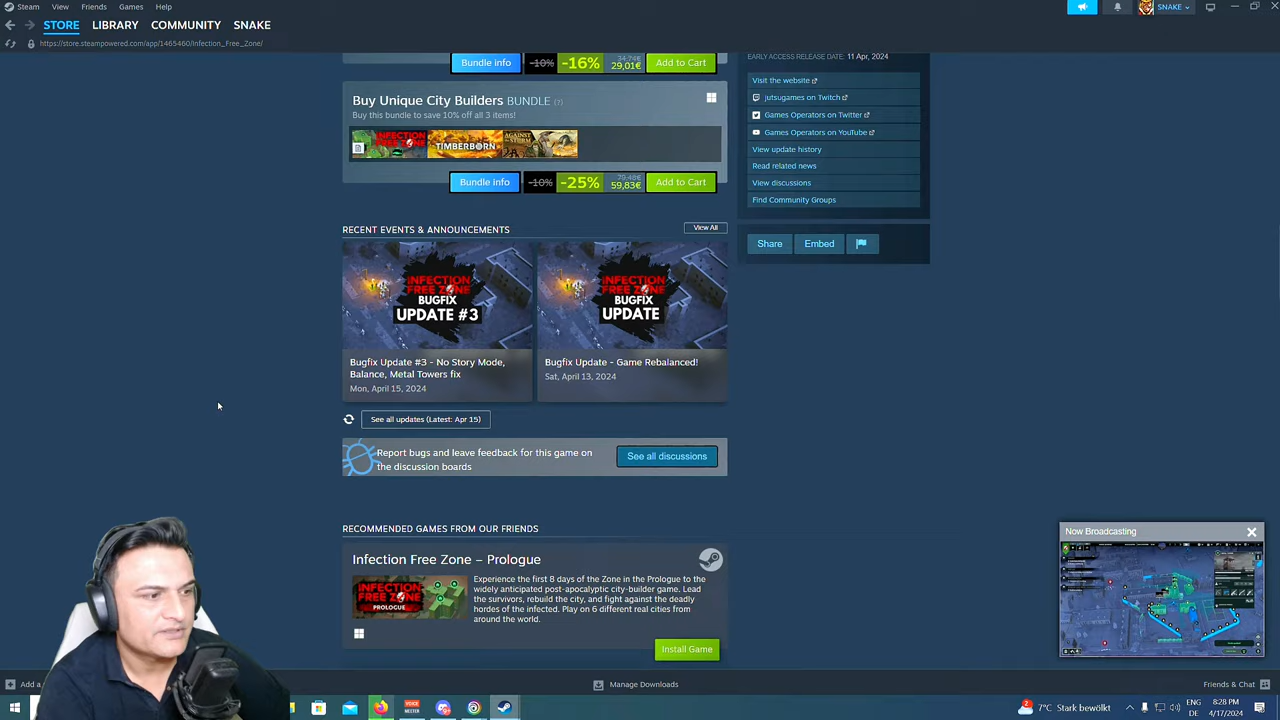 Steam View Friends Games Help
SNAKE
STORE LIBRARY COMMUNITY SNAKE
https://store.steampowered.com/app/1465460/Infection_Free_Zone/
Bundle info -10% -16% 34,74€ 29,01€ Add to Cart
Buy Unique City Builders BUNDLE (?)
Buy this bundle to save 10% off all 3 items!
INFECTION FREE ZONE TIMBERBORN AGAINST THE STORM
Bundle info -10% -25% 79,48€ 59,83€ Add to Cart
RECENT EVENTS & ANNOUNCEMENTS View All
INFECTION
FREE ZONE
BUGFIX
UPDATE #3
INFECTION
FREE ZONE
BUGFIX
UPDATE
Bugfix Update #3 - No Story Mode,
Balance, Metal Towers fix
Mon, April 15, 2024
Bugfix Update - Game Rebalanced!
Sat, April 13, 2024
See all updates (Latest: Apr 15)
Report bugs and leave feedback for this game on
the discussion boards
See all discussions
RECOMMENDED GAMES FROM OUR FRIENDS
Infection Free Zone – Prologue
INFECTION
FREE ZONE
PROLOGUE
Experience the first 8 days of the Zone in the Prologue to the
widely anticipated post-apocalyptic city-builder game. Lead
the survivors, rebuild the city, and fight against the deadly
hordes of the infected. Play on 6 different real cities from
around the world.
Install Game
EARLY ACCESS RELEASE DATE: 11 Apr, 2024
Visit the website
jutsugames on Twitch
Games Operators on Twitter
Games Operators on YouTube
View update history
Read related news
View discussions
Find Community Groups
Share Embed
Now Broadcasting
Add a
Manage Downloads
Friends & Chat
VOICE
MEETER
2
7°C Stark bewölkt
8:28 PM
DE 4/17/2024